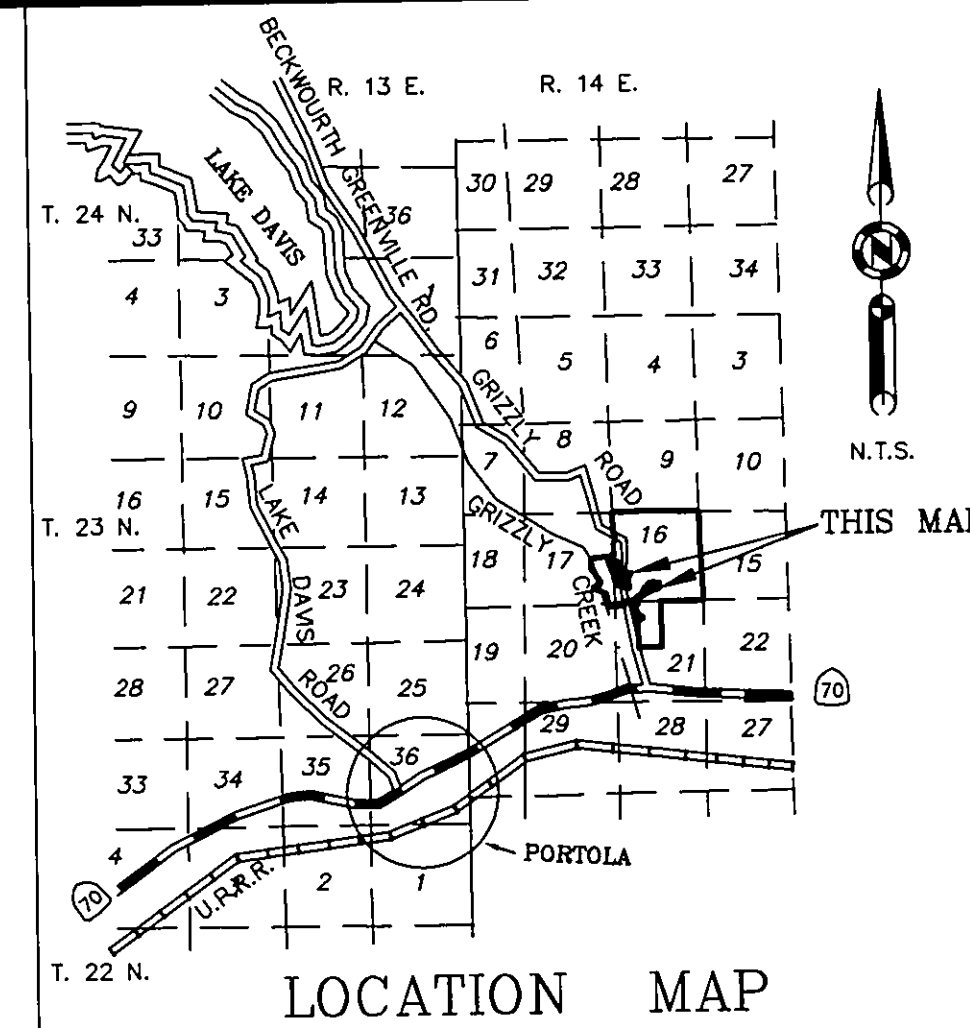 BECKWOURTH GREENVILLE RD.
R. 13 E.
R. 14 E.
LAKE DAVIS
T. 24 N.
36
30 29 28 27
33
4 3 1
31 32 33 34
6 5 4 3
N
N.T.S.
9 10 11 12
GRIZZLY ROAD
7 8 9 10
16 15 14 13
LAKE DAVIS ROAD
T. 23 N.
GRIZZLY CREEK
18 17 16 15
THIS MAP
21 22 23 24
19 20 21 22
28 27 26 25
70
29 28 27
33 34 35 36
PORTOLA
4 2 1
70
U.P.R.R.
T. 22 N.
LOCATION MAP